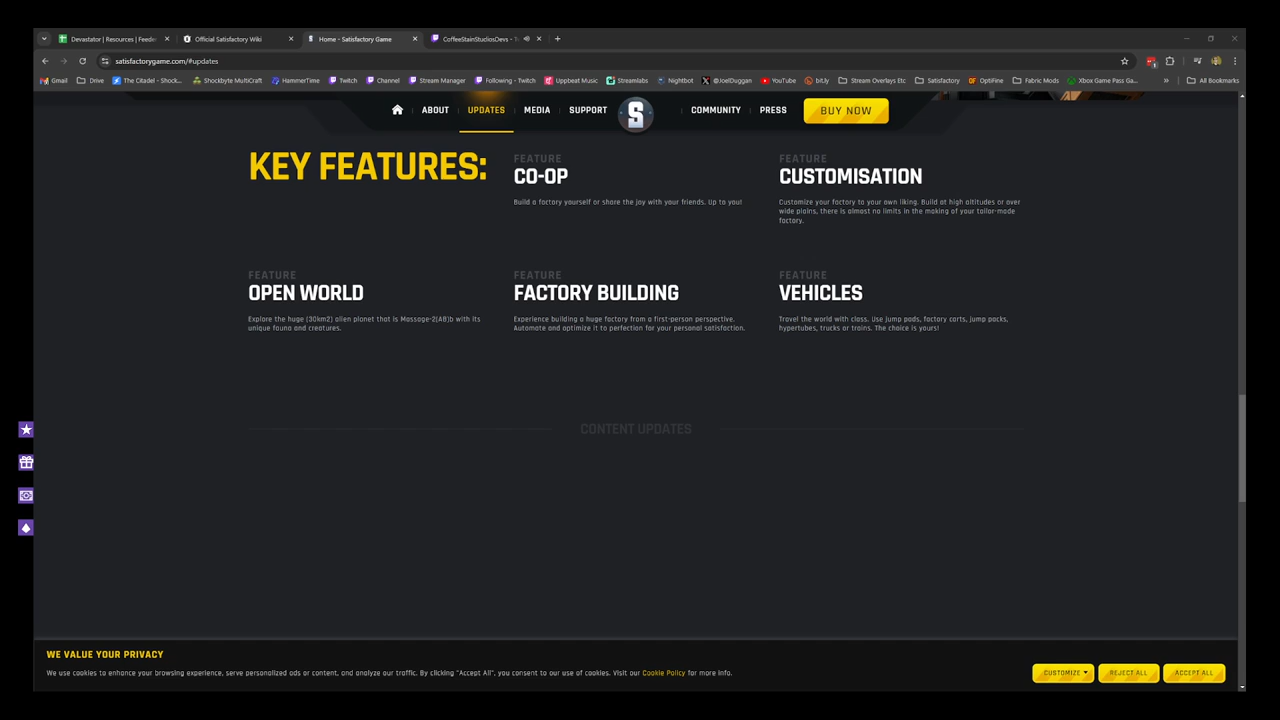 Devastator | Resources | Feede
Official Satisfactory Wiki
Home - Satisfactory Game
CoffeeStainStudiosDevs - T
satisfactorygame.com/#updates
Gmail
Drive
The Citadel - Shock...
Shockbyte MultiCraft
HammerTime
Twitch
Channel
Stream Manager
Following - Twitch
Uppbeat Music
Streamlabs
Nightbot
@JoelDuggan
YouTube
bit.ly
Stream Overlays Etc
Satisfactory
OptiFine
Fabric Mods
Xbox Game Pass Ga...
All Bookmarks
ABOUT
UPDATES
MEDIA
SUPPORT
S
COMMUNITY
PRESS
BUY NOW
KEY FEATURES:
FEATURE
CO-OP
Build a factory yourself or share the joy with your friends. Up to you!
FEATURE
CUSTOMISATION
Customize your factory to your own liking. Build at high altitudes or over
wide plains, there is almost no limits in the making of your tailor-made
factory.
FEATURE
OPEN WORLD
Explore the huge (30km2) alien planet that is Massage-2(AB)b with its
unique fauna and creatures.
FEATURE
FACTORY BUILDING
Experience building a huge factory from a first-person perspective.
Automate and optimize it to perfection for your personal satisfaction.
FEATURE
VEHICLES
Travel the world with class. Use jump pads, factory carts, jump packs,
hypertubes, trucks or trains. The choice is yours!
CONTENT UPDATES
WE VALUE YOUR PRIVACY
We use cookies to enhance your browsing experience, serve personalized ads or content, and analyze our traffic. By clicking "Accept All", you consent to our use of cookies. Visit our Cookie Policy for more info.
CUSTOMIZE
REJECT ALL
ACCEPT ALL